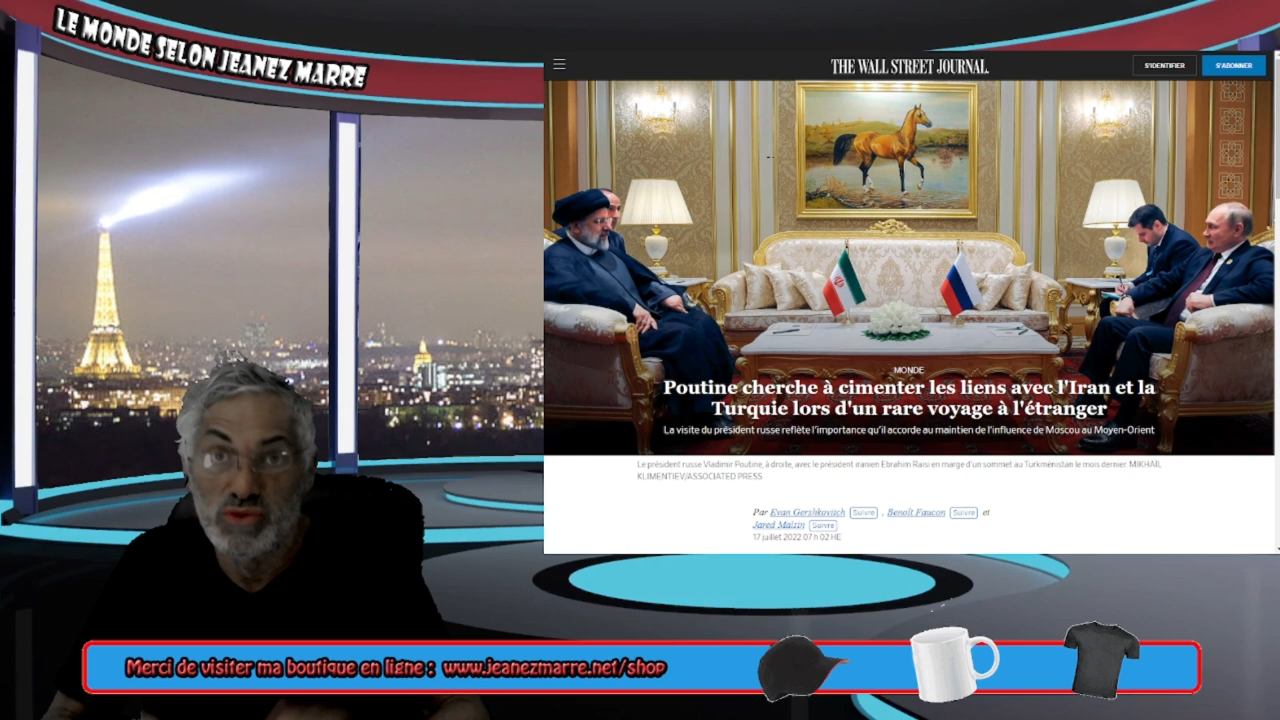 LE MONDE SELON JEANEZ MARRE
THE WALL STREET JOURNAL.
S'IDENTIFIER
S'ABONNER
MONDE
Poutine cherche à cimenter les liens avec l'Iran et la
Turquie lors d'un rare voyage à l'étranger
La visite du président russe reflète l'importance qu'il accorde au maintien de l'influence de Moscou au Moyen-Orient
Le président russe Vladimir Poutine, à droite, avec le président iranien Ebrahim Raisi en marge d'un sommet au Turkménistan le mois dernier MIKHAIL
KLIMENTIEV/ASSOCIATED PRESS
Par Evan Gershkovitch Suivre , Benoît Faucon Suivre et
Jared Malsin Suivre
17 juillet 2022 07 h 02 HE
Merci de visiter ma boutique en ligne : www.jeanezmarre.net/shop